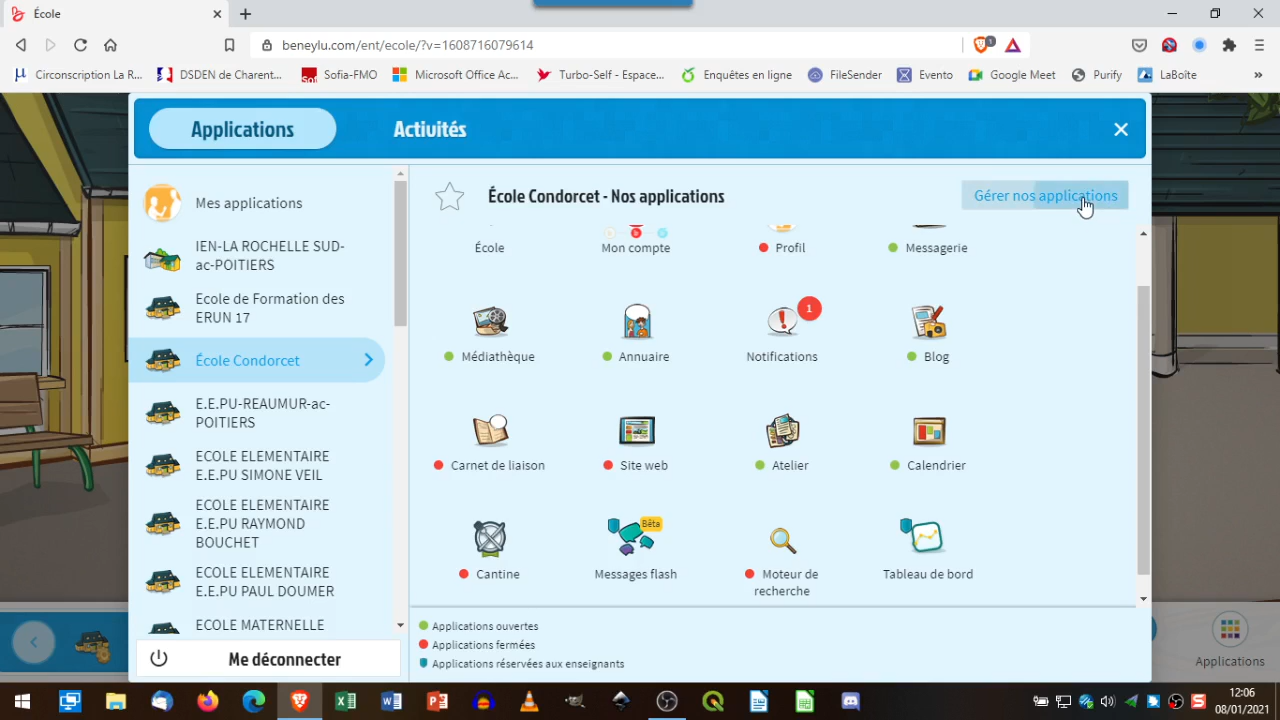 École
beneylu.com/ent/ecole/?v=1608716079614
1
Circonscription La R...
DSDEN de Charent...
Sofia-FMO
Microsoft Office Ac...
Turbo-Self - Espace...
Enquêtes en ligne
FileSender
Evento
Google Meet
Purify
LaBoite
»
Applications
Activités
Mes applications
IEN-LA ROCHELLE SUD-
ac-POITIERS
Ecole de Formation des
ERUN 17
École Condorcet
E.E.PU-REAUMUR-ac-
POITIERS
ECOLE ELEMENTAIRE
E.E.PU SIMONE VEIL
ECOLE ELEMENTAIRE
E.E.PU RAYMOND
BOUCHET
ECOLE ELEMENTAIRE
E.E.PU PAUL DOUMER
ECOLE MATERNELLE
Me déconnecter
École Condorcet - Nos applications
Gérer nos applications
École
Mon compte
Profil
Messagerie
1
Médiathèque
Annuaire
Notifications
Blog
Carnet de liaison
Site web
Atelier
Calendrier
Bêta
Cantine
Messages flash
Moteur de
recherche
Tableau de bord
Applications ouvertes
Applications fermées
Applications réservées aux enseignants
Applications
12:06
08/01/2021